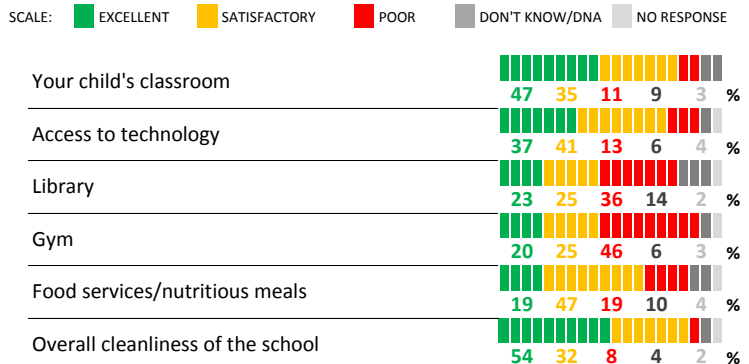 SCALE: EXCELLENT SATISFACTORY POOR DON'T KNOW/DNA NO RESPONSE
Your child's classroom
47 35 11 9 3 %
Access to technology
37 41 13 6 4 %
Library
23 25 36 14 2 %
Gym
20 25 46 6 3 %
Food services/nutritious meals
19 47 19 10 4 %
Overall cleanliness of the school
54 32 8 4 2 %